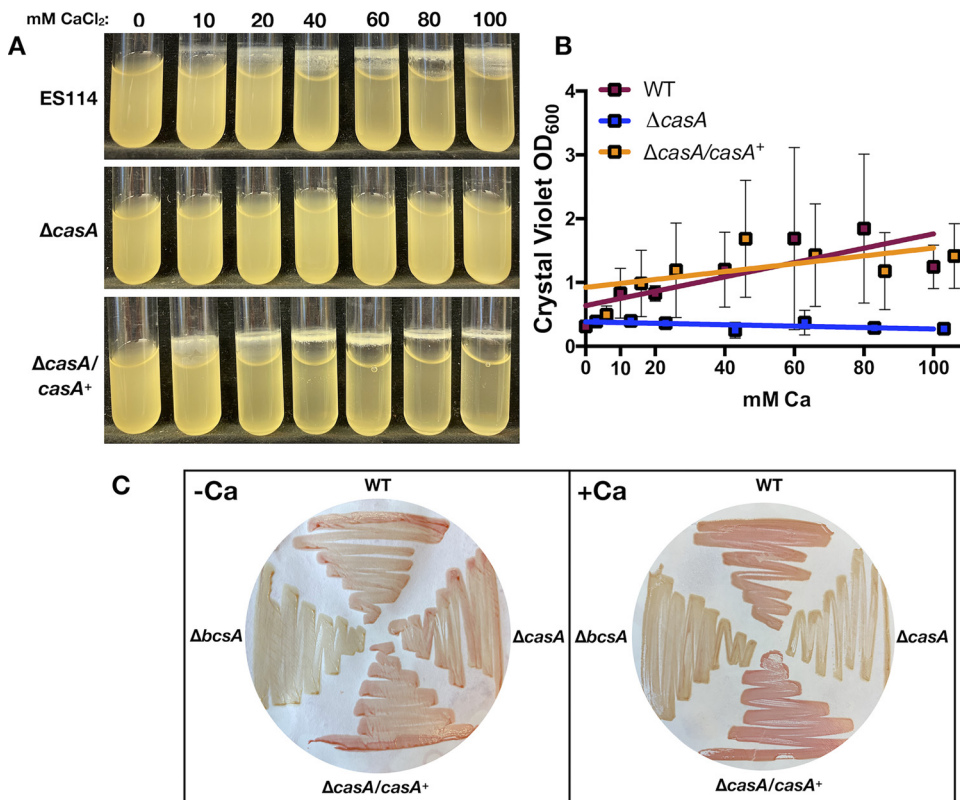 mM CaCl₂: 0 10 20 40 60 80 100
A
ES114
ΔcasA
ΔcasA/
casA⁺
B
Crystal Violet OD₆₀₀
4
3
2
1
0
WT
ΔcasA
ΔcasA/casA⁺
0 10 20 40 60 80 100
mM Ca
C
-Ca
WT
ΔbcsA
ΔcasA
ΔcasA/casA⁺
+Ca
WT
ΔbcsA
ΔcasA
ΔcasA/casA⁺